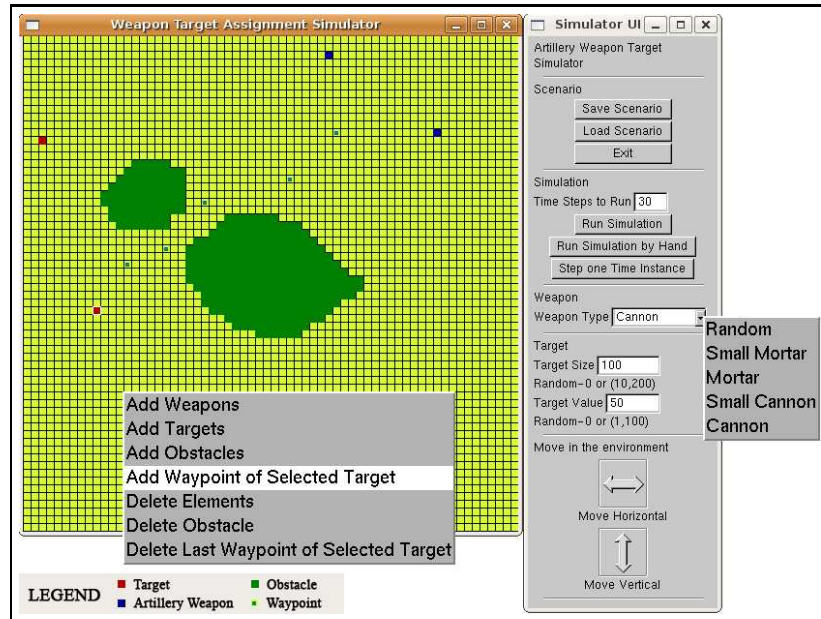 Weapon Target Assignment Simulator
Add Weapons
Add Targets
Add Obstacles
Add Waypoint of Selected Target
Delete Elements
Delete Obstacle
Delete Last Waypoint of Selected Target
LEGEND
Target
Obstacle
Artillery Weapon
Waypoint
Simulator UI
Artillery Weapon Target
Simulator
Scenario
Save Scenario
Load Scenario
Exit
Simulation
Time Steps to Run 30
Run Simulation
Run Simulation by Hand
Step one Time Instance
Weapon
Weapon Type Cannon
Random
Small Mortar
Mortar
Small Cannon
Cannon
Target
Target Size 100
Random-0 or (10,200)
Target Value 50
Random-0 or (1,100)
Move in the environment
Move Horizontal
Move Vertical